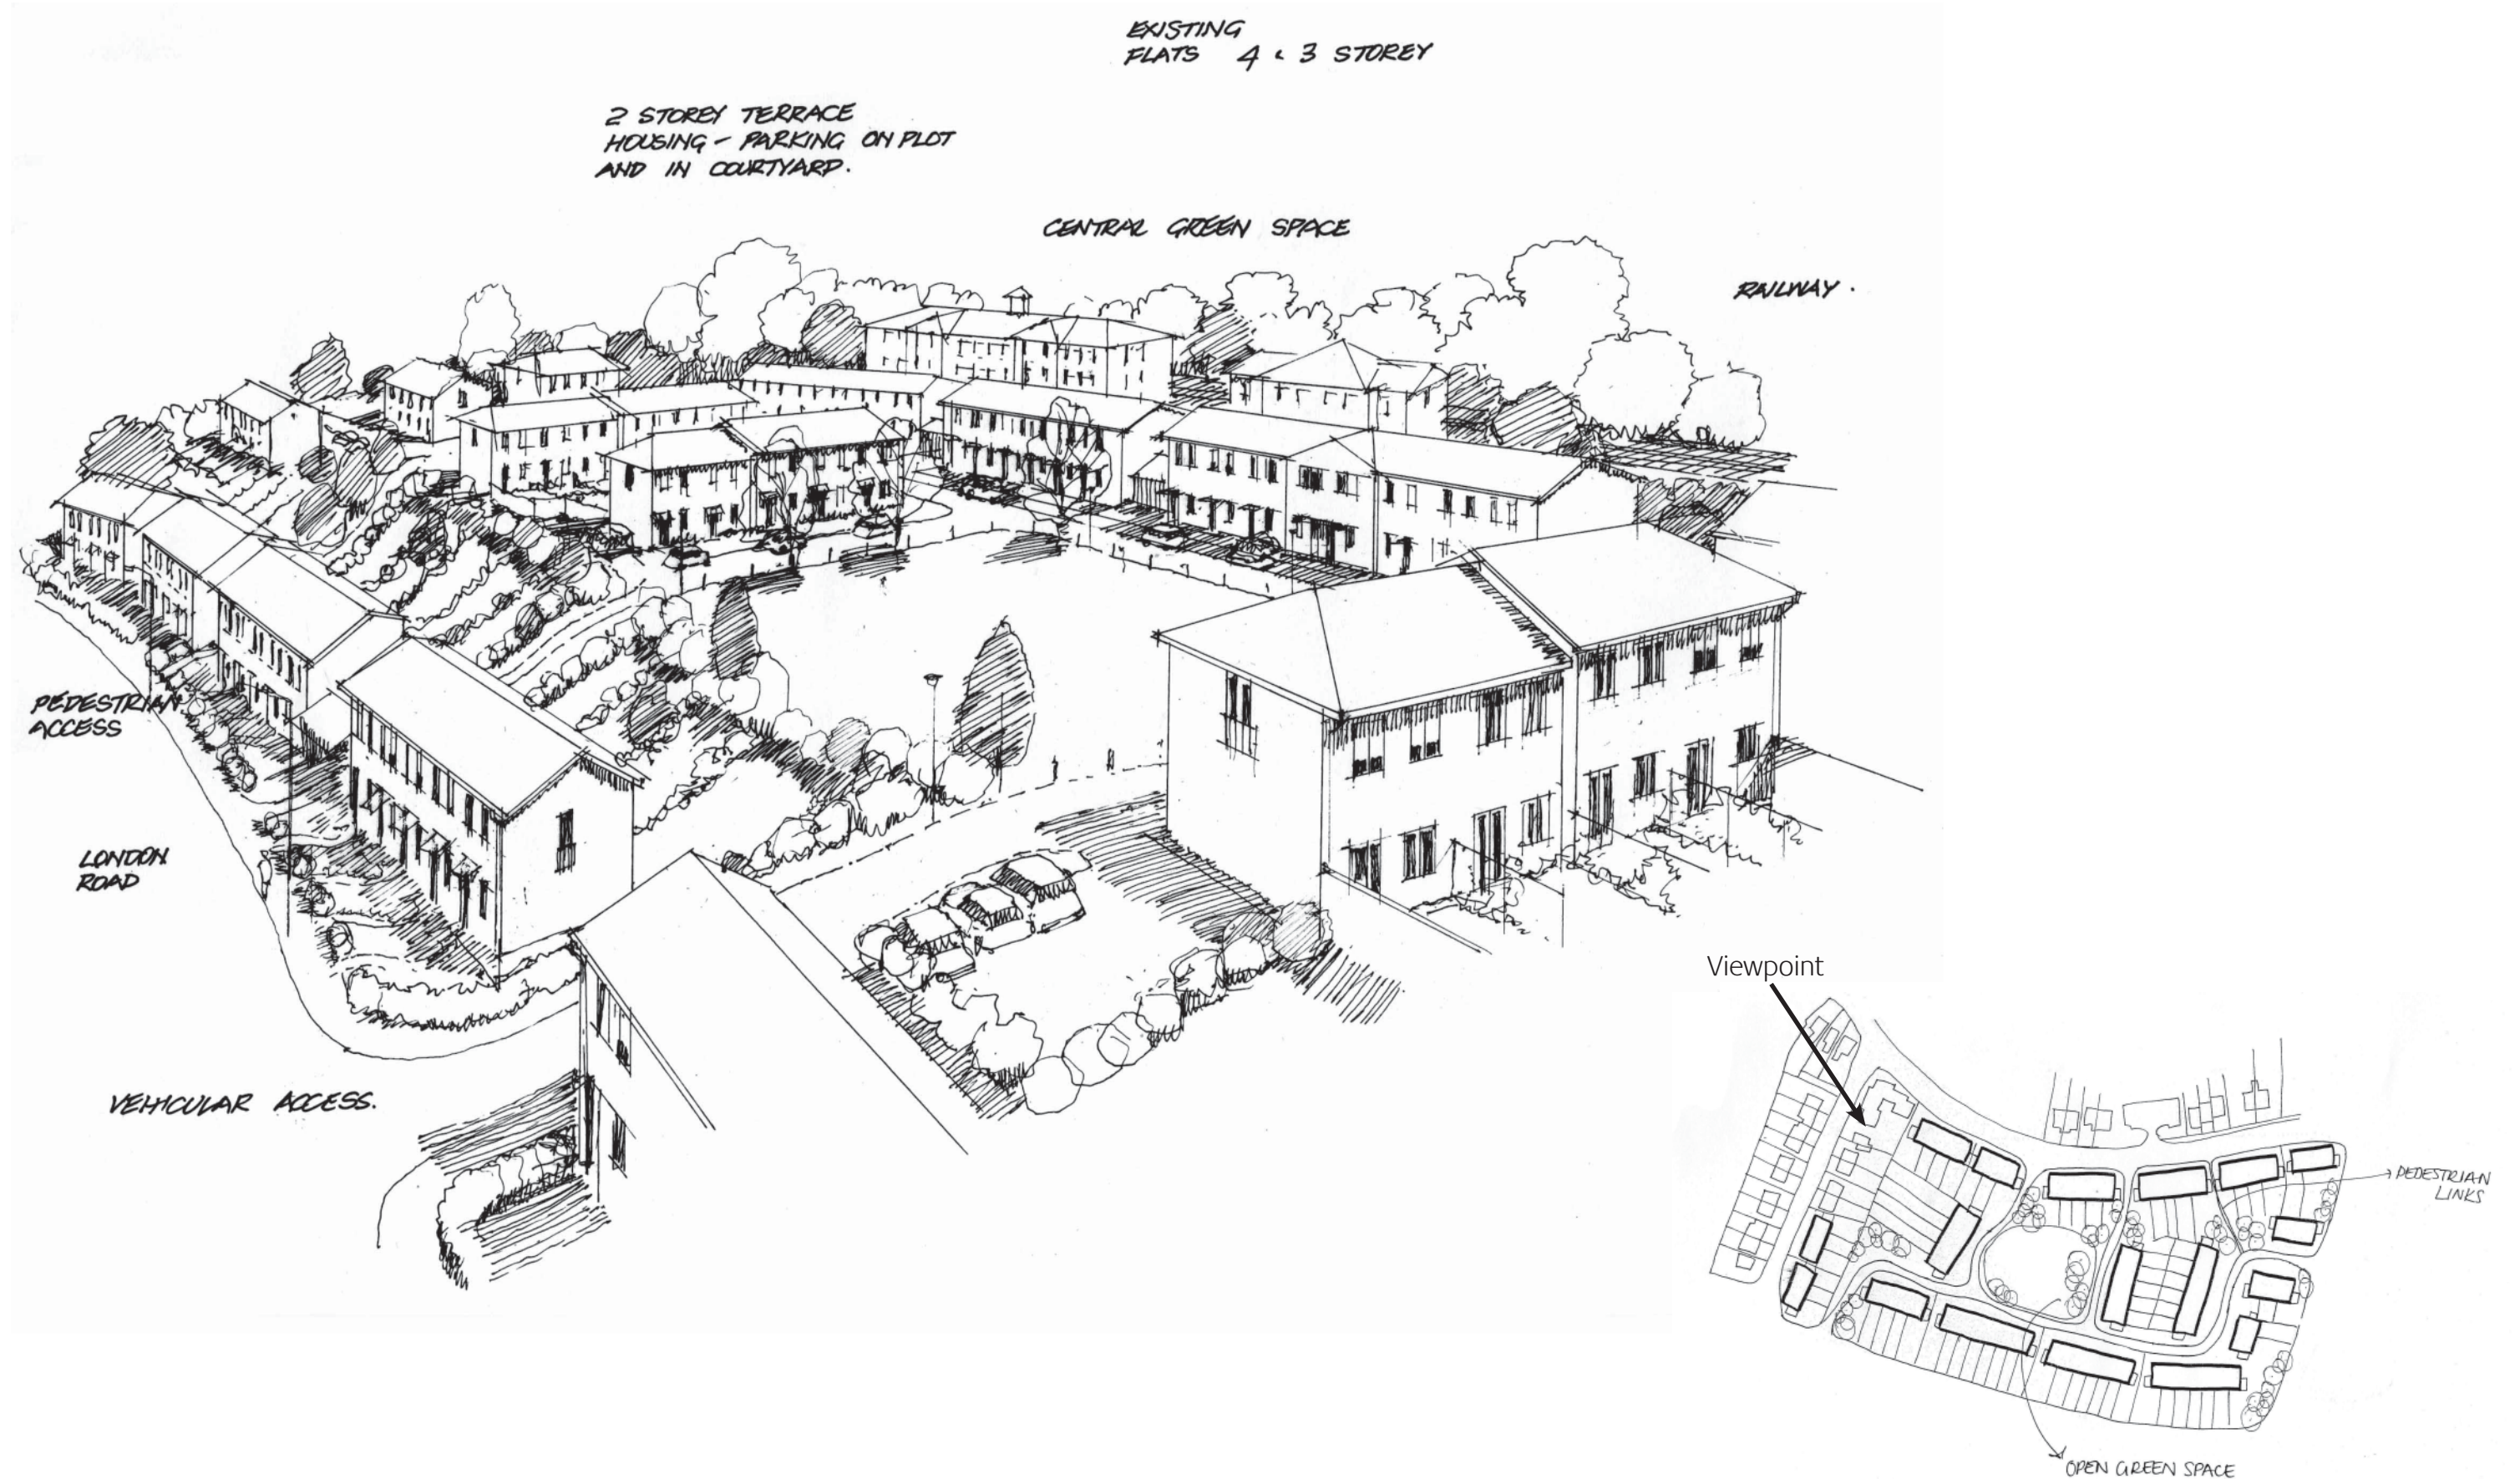 EXISTING
FLATS 4 & 3 STOREY
2 STOREY TERRACE
HOUSING - PARKING ON PLOT
AND IN COURTYARD.
CENTRAL GREEN SPACE
RAILWAY.
PEDESTRIAN
ACCESS
LONDON
ROAD
VEHICULAR ACCESS.
Viewpoint
PEDESTRIAN
LINKS
OPEN GREEN SPACE